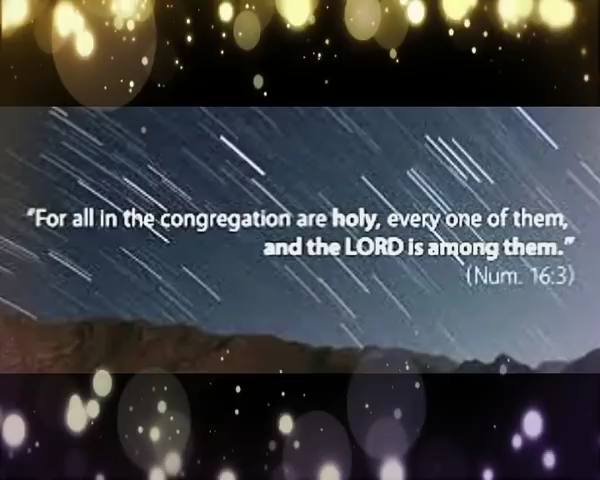 “For all in the congregation are holy, every one of them,
and the LORD is among them.”
(Num. 16:3)